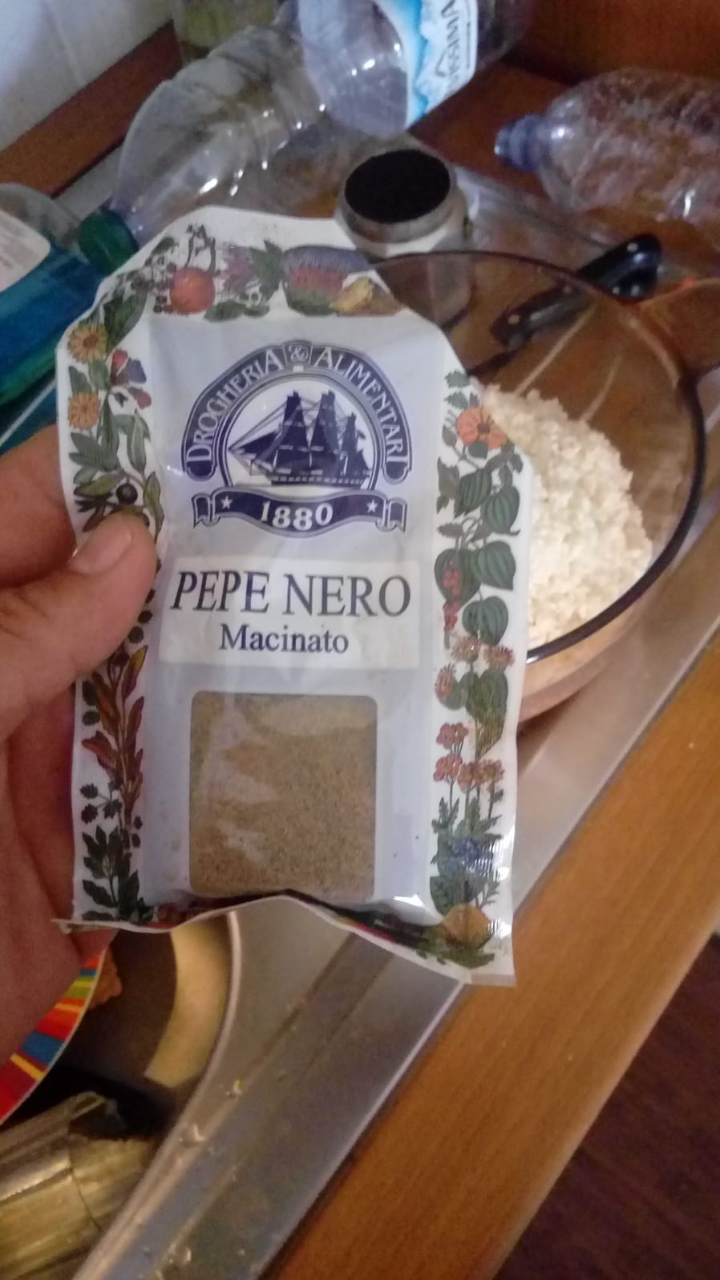 DROGHERIA & ALIMENTARI
1880
PEPE NERO
Macinato